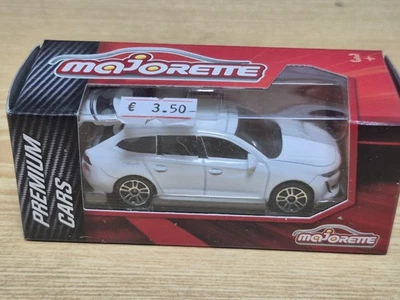 MAJORETTE
3+
€ 3.50
PREMIUM
CARS
MAJORETTE